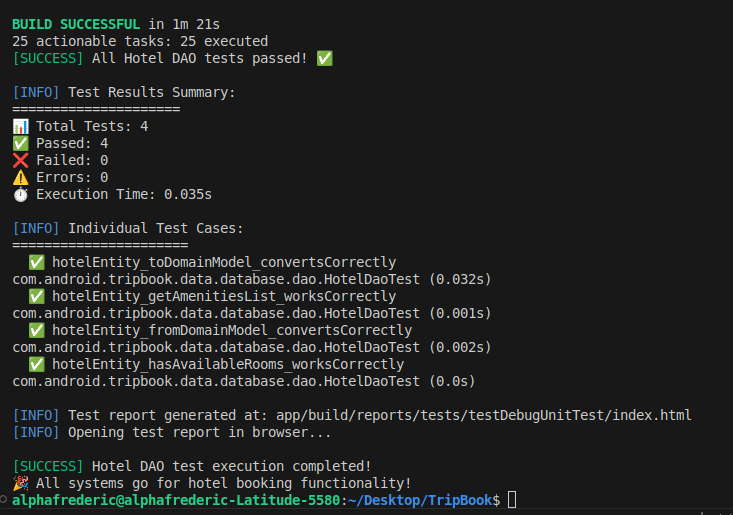 BUILD SUCCESSFUL in 1m 21s
25 actionable tasks: 25 executed
[SUCCESS] All Hotel DAO tests passed! ✅
[INFO] Test Results Summary:
=====================
📊 Total Tests: 4
✅ Passed: 4
❌ Failed: 0
⚠️ Errors: 0
⏱️ Execution Time: 0.035s
[INFO] Individual Test Cases:
======================
✅ hotelEntity_toDomainModel_convertsCorrectly
com.android.tripbook.data.database.dao.HotelDaoTest (0.032s)
✅ hotelEntity_getAmenitiesList_worksCorrectly
com.android.tripbook.data.database.dao.HotelDaoTest (0.001s)
✅ hotelEntity_fromDomainModel_convertsCorrectly
com.android.tripbook.data.database.dao.HotelDaoTest (0.002s)
✅ hotelEntity_hasAvailableRooms_worksCorrectly
com.android.tripbook.data.database.dao.HotelDaoTest (0.0s)
[INFO] Test report generated at: app/build/reports/tests/testDebugUnitTest/index.html
[INFO] Opening test report in browser...
[SUCCESS] Hotel DAO test execution completed!
🎉 All systems go for hotel booking functionality!
alphafrederic@alphafrederic-Latitude-5580:~/Desktop/TripBook$